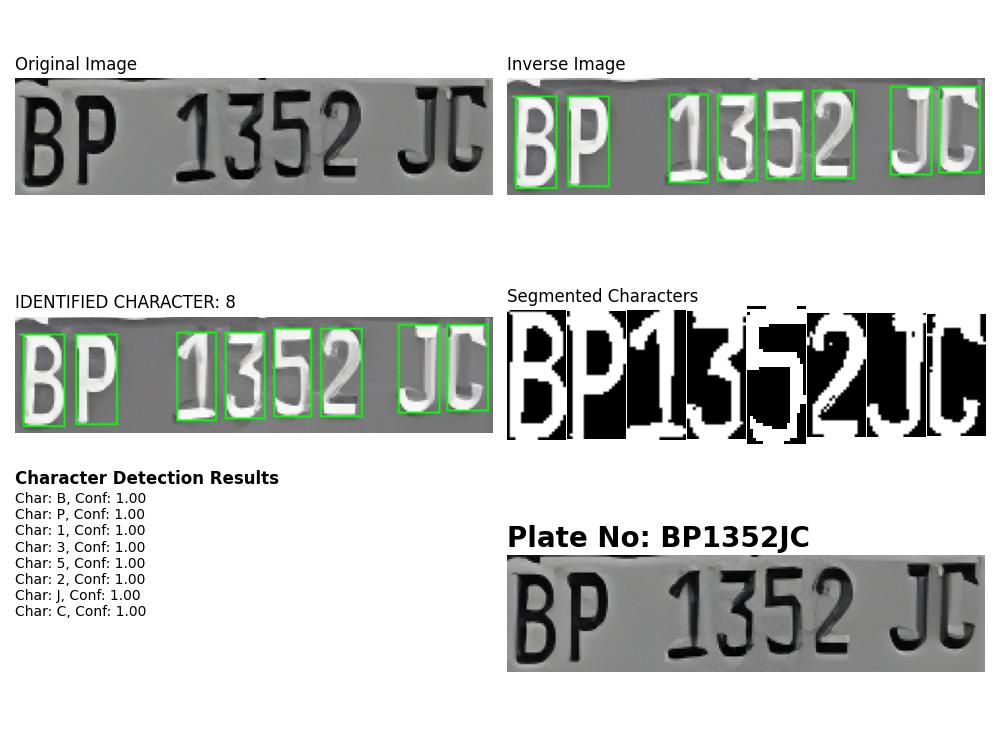 Original Image
BP 1352 JC
Inverse Image
BP 1352 JC
IDENTIFIED CHARACTER: 8
BP 1352 JC
Segmented Characters
BP1352JC
Character Detection Results
Char: B, Conf: 1.00
Char: P, Conf: 1.00
Char: 1, Conf: 1.00
Char: 3, Conf: 1.00
Char: 5, Conf: 1.00
Char: 2, Conf: 1.00
Char: J, Conf: 1.00
Char: C, Conf: 1.00
Plate No: BP1352JC
BP 1352 JC